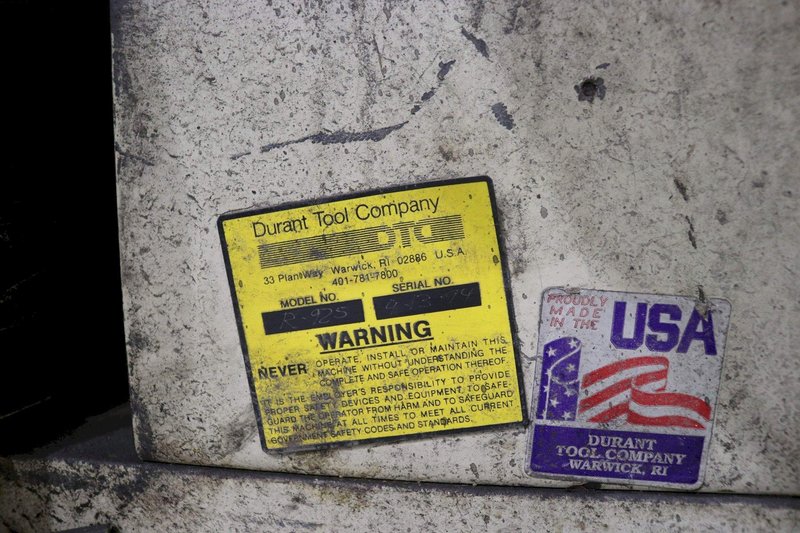 Durant Tool Company
DTC
33 PlantWay Warwick, RI 02886 U.S.A.
401-781-7800
MODEL NO. SERIAL NO.
R-925
WARNING
NEVER OPERATE, INSTALL OR MAINTAIN THIS
MACHINE WITHOUT UNDERSTANDING THE
COMPLETE AND SAFE OPERATION THEREOF.
IT IS THE EMPLOYER'S RESPONSIBILITY TO PROVIDE
PROPER SAFETY DEVICES AND EQUIPMENT TO SAFE
GUARD THE OPERATOR FROM HARM AND TO SAFEGUARD
THIS MACHINE AT ALL TIMES TO MEET ALL CURRENT
GOVERNMENT SAFETY CODES AND STANDARDS.
PROUDLY
MADE
IN THE
USA
DURANT
TOOL COMPANY
WARWICK, RI